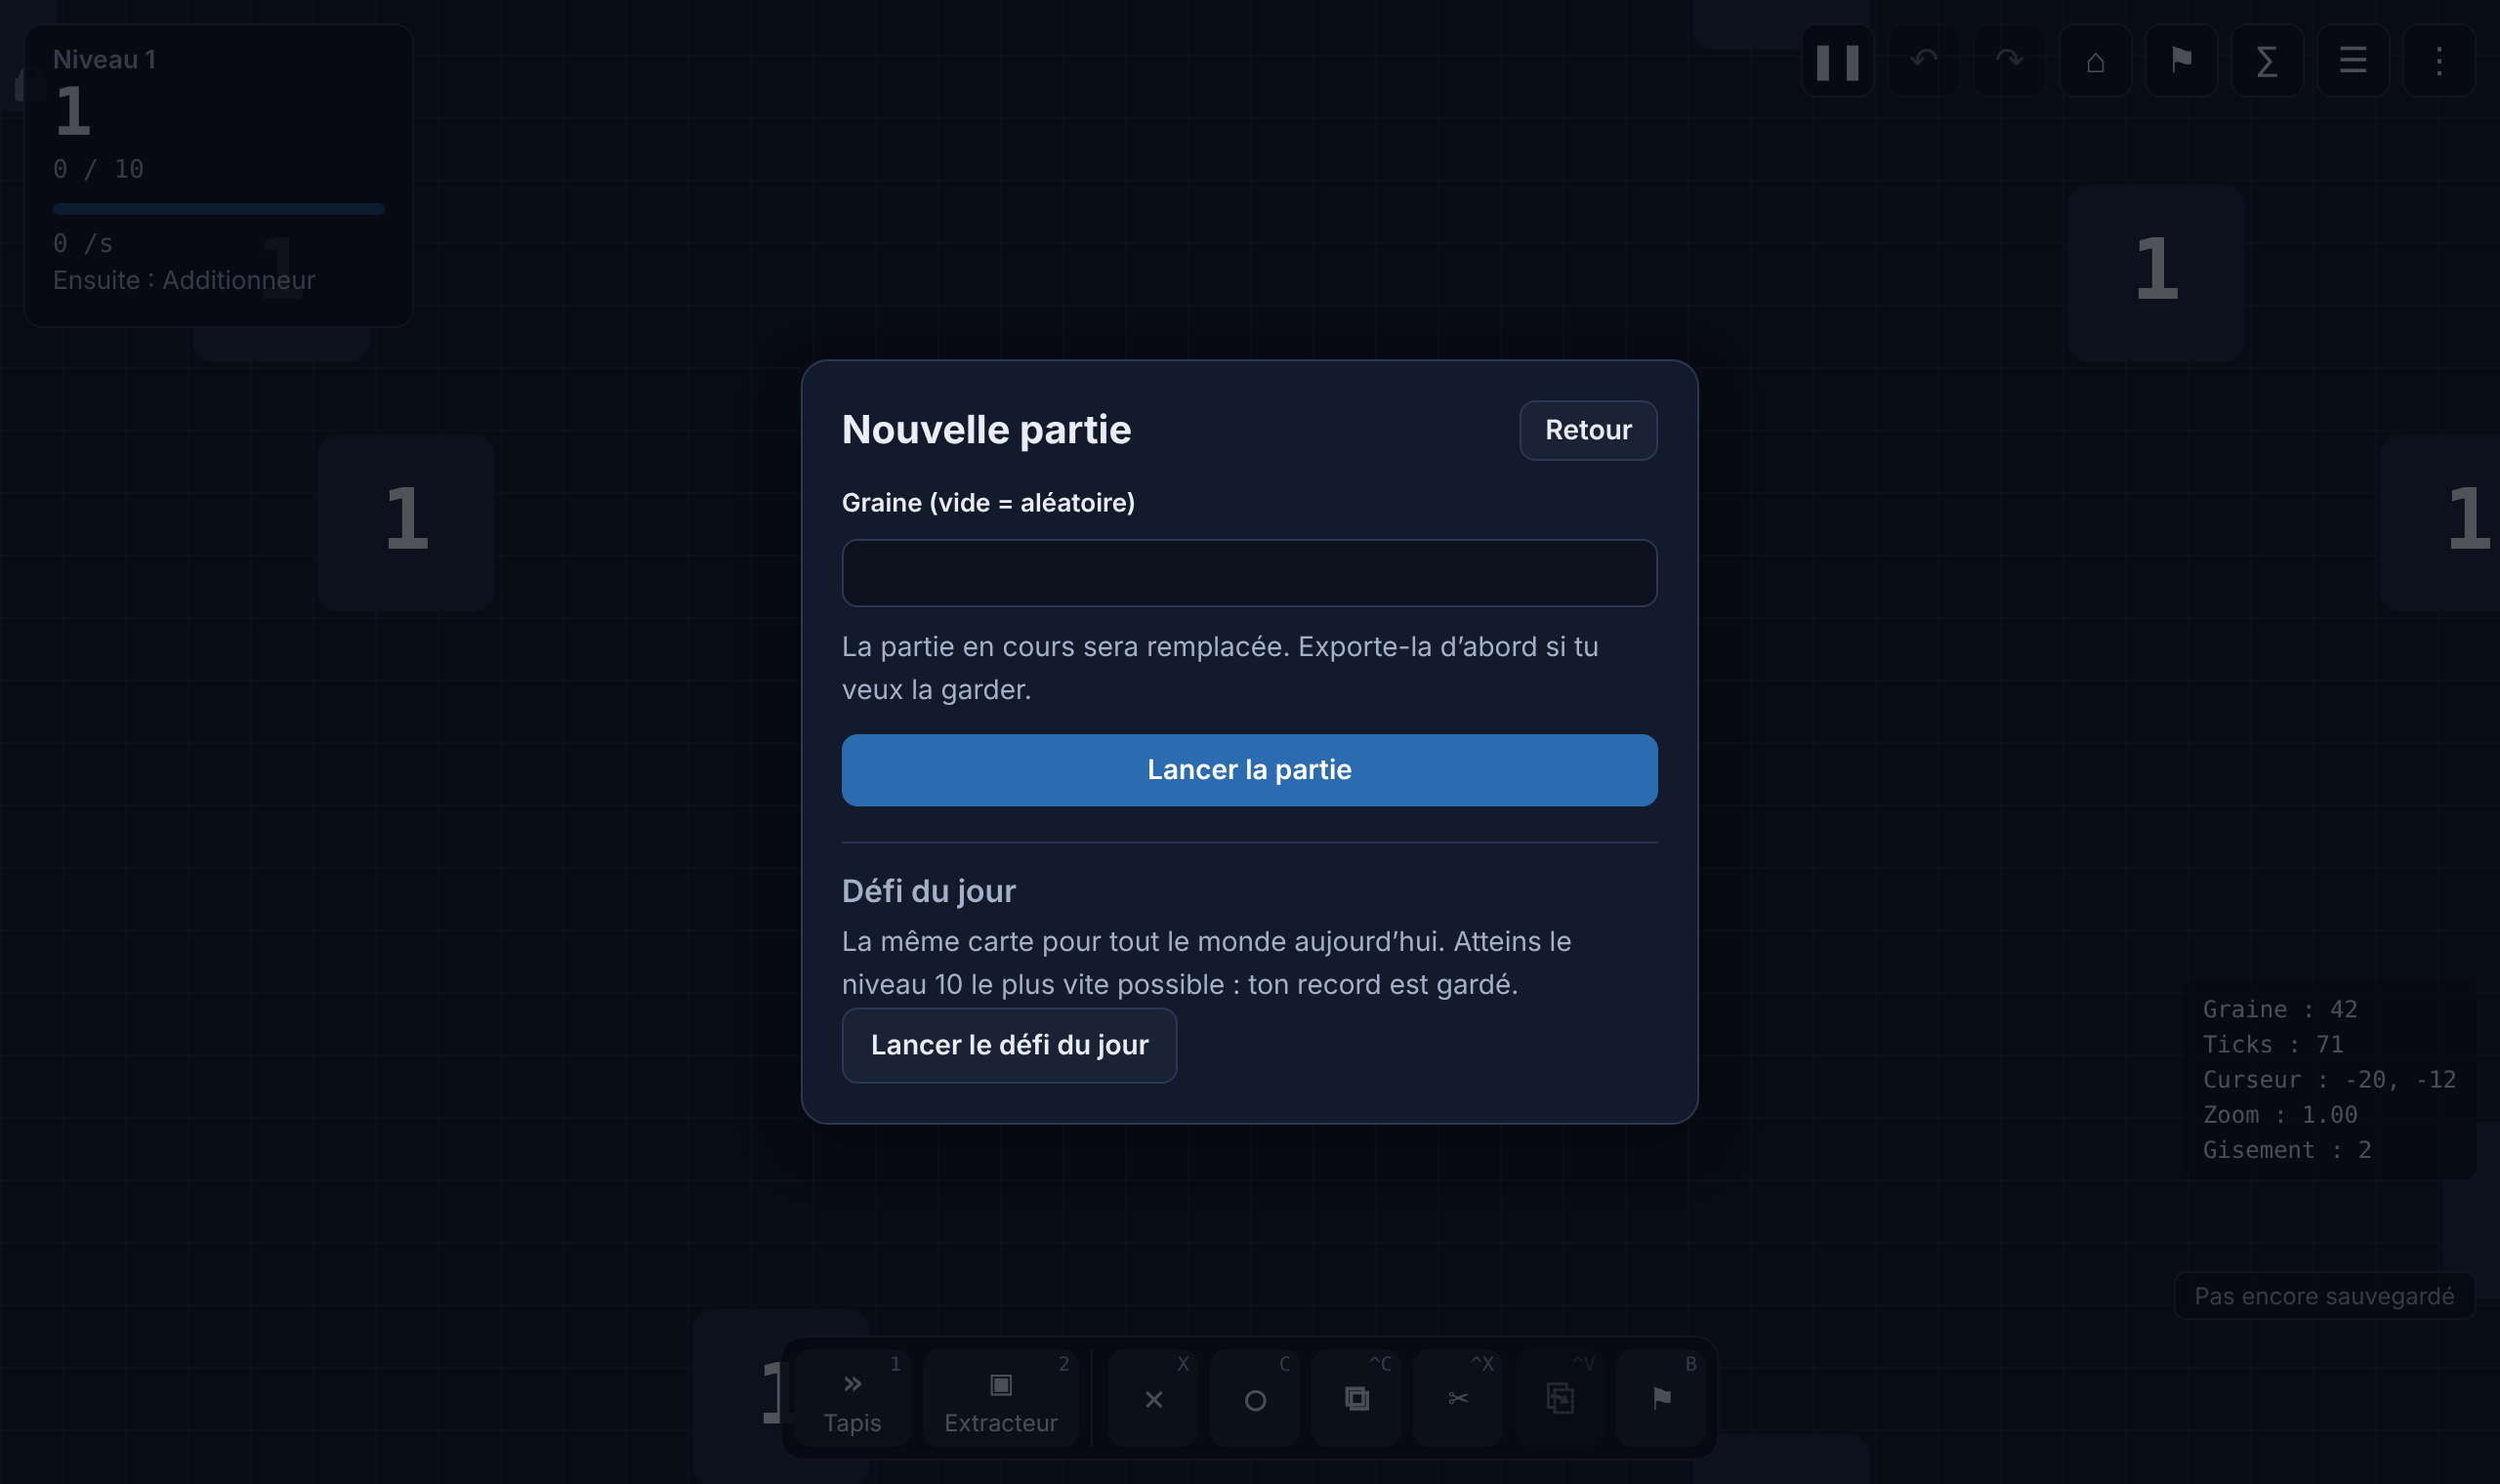 Niveau 1
1
0 / 10
0 /s
Ensuite : Additionneur
1
1
1
1
Nouvelle partie
Retour
Graine (vide = aléatoire)
La partie en cours sera remplacée. Exporte-la d’abord si tu
veux la garder.
Lancer la partie
Défi du jour
La même carte pour tout le monde aujourd’hui. Atteins le
niveau 10 le plus vite possible : ton record est gardé.
Lancer le défi du jour
Graine : 42
Ticks : 71
Curseur : -20, -12
Zoom : 1.00
Gisement : 2
Pas encore sauvegardé
1
1 2 X C ^C ^X ^V B
Tapis Extracteur